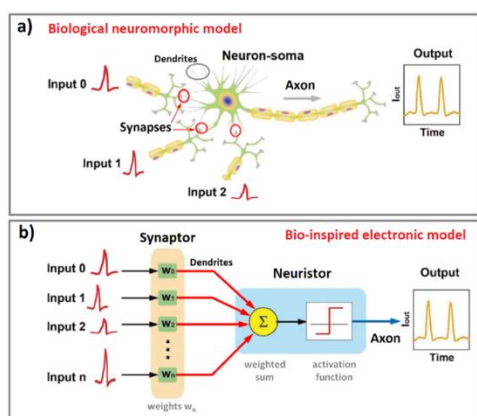 a) Biological neuromorphic model
Dendrites
Neuron-soma
Output
Input 0
Axon
Iout
Synapses
Time
Input 1
Input 2
b) Bio-inspired electronic model
Synaptor
Dendrites
Neuristor
Output
Input 0
W0
Input 1
W1
Input 2
W2
Σ
Iout
Axon
Time
Input n
Wn
weighted
sum
activation
function
weights wn